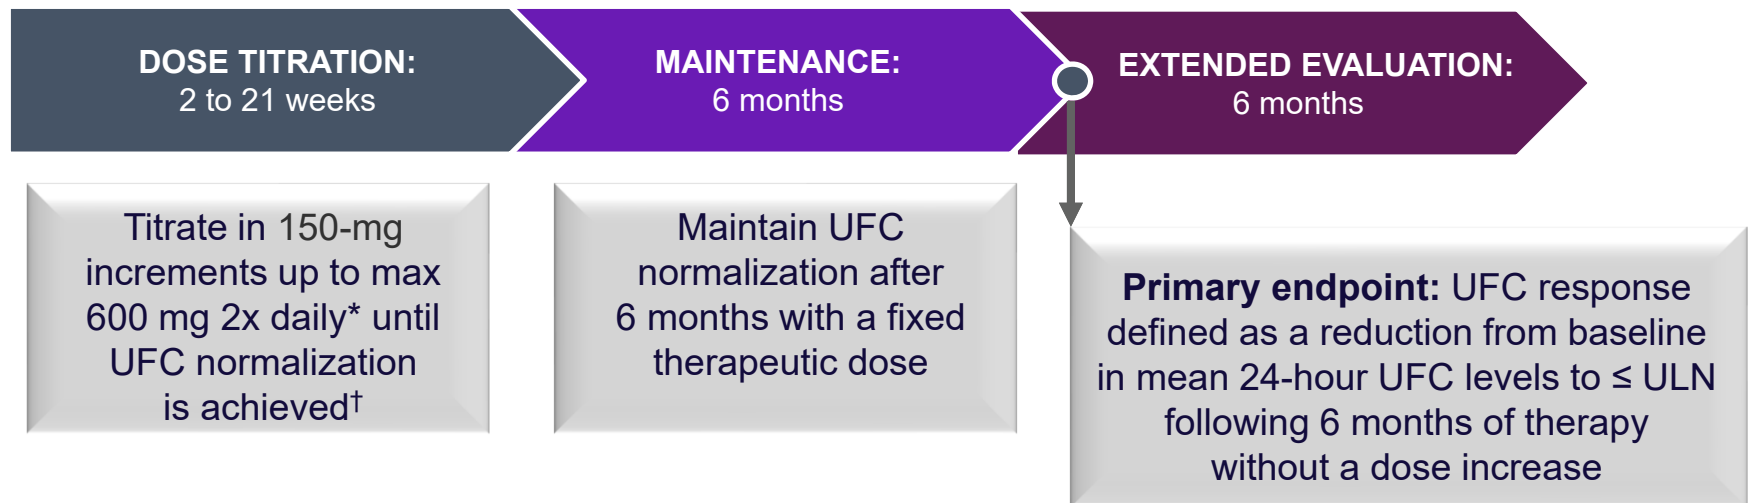 DOSE TITRATION:
2 to 21 weeks
MAINTENANCE:
6 months
EXTENDED EVALUATION:
6 months
Titrate in 150-mg
increments up to max
600 mg 2x daily* until
UFC normalization
is achieved†
Maintain UFC
normalization after
6 months with a fixed
therapeutic dose
Primary endpoint: UFC response
defined as a reduction from baseline
in mean 24-hour UFC levels to ≤ ULN
following 6 months of therapy
without a dose increase